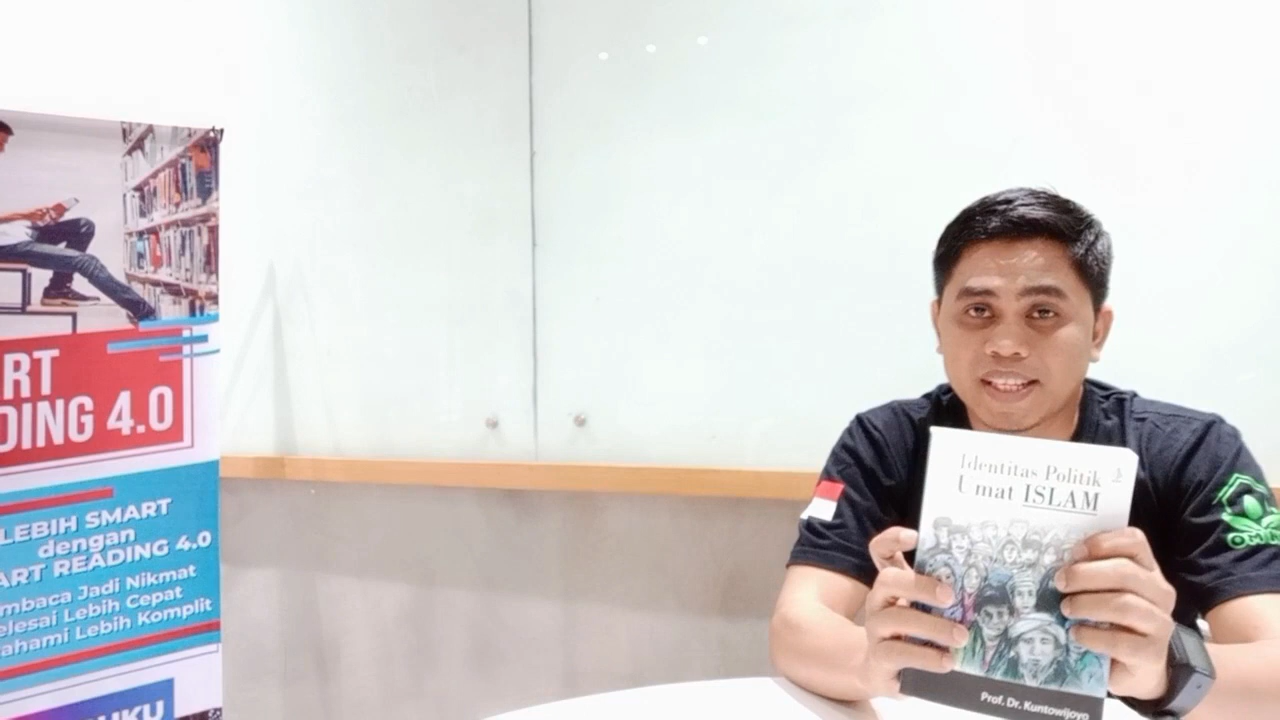 RT
DING 4.0
LEBIH SMART
dengan
ART READING 4.0
mbaca Jadi Nikmat
elesai Lebih Cepat
ahami Lebih Komplit
UKU
Identitas Politik
Umat ISLAM
Prof. Dr. Kuntowijoyo